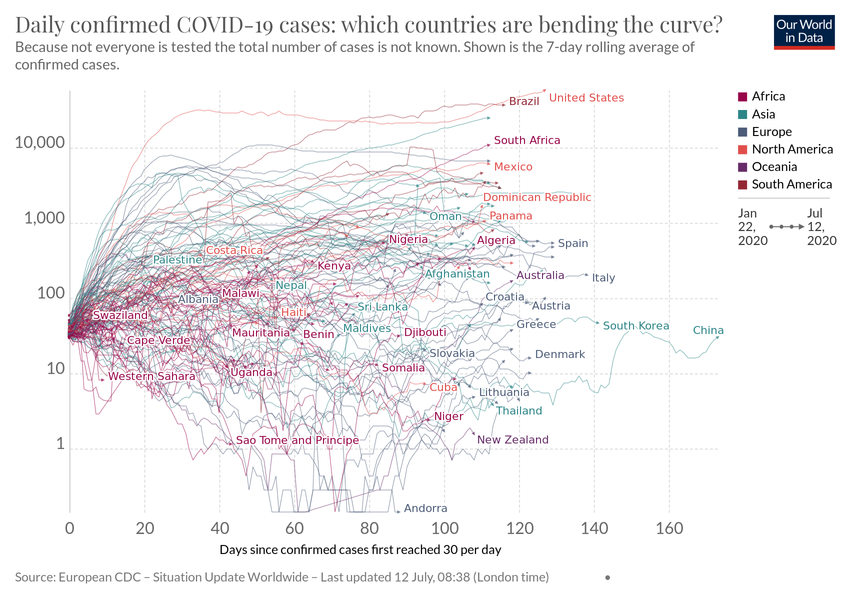 Daily confirmed COVID-19 cases: which countries are bending the curve?
Because not everyone is tested the total number of cases is not known. Shown is the 7-day rolling average of
confirmed cases.
Our World
in Data
Africa
Asia
Europe
North America
Oceania
South America
Jan
22,
2020
Jul
12,
2020
10,000
1,000
100
10
1
United States
Brazil
South Africa
Mexico
Dominican Republic
Oman
Panama
Nigeria
Algeria
Spain
Costa Rica
Palestine
Kenya
Afghanistan
Australia
Italy
Nepal
Malawi
Albania
Croatia
Austria
Sri Lanka
Haiti
Swaziland
Greece
South Korea
China
Maldives
Mauritania
Benin
Djibouti
Cape Verde
Slovakia
Denmark
Somalia
Uganda
Western Sahara
Cuba
Lithuania
Thailand
Niger
Sao Tome and Principe
New Zealand
Andorra
0
20
40
60
80
100
120
140
160
Days since confirmed cases first reached 30 per day
Source: European CDC – Situation Update Worldwide – Last updated 12 July, 08:38 (London time)